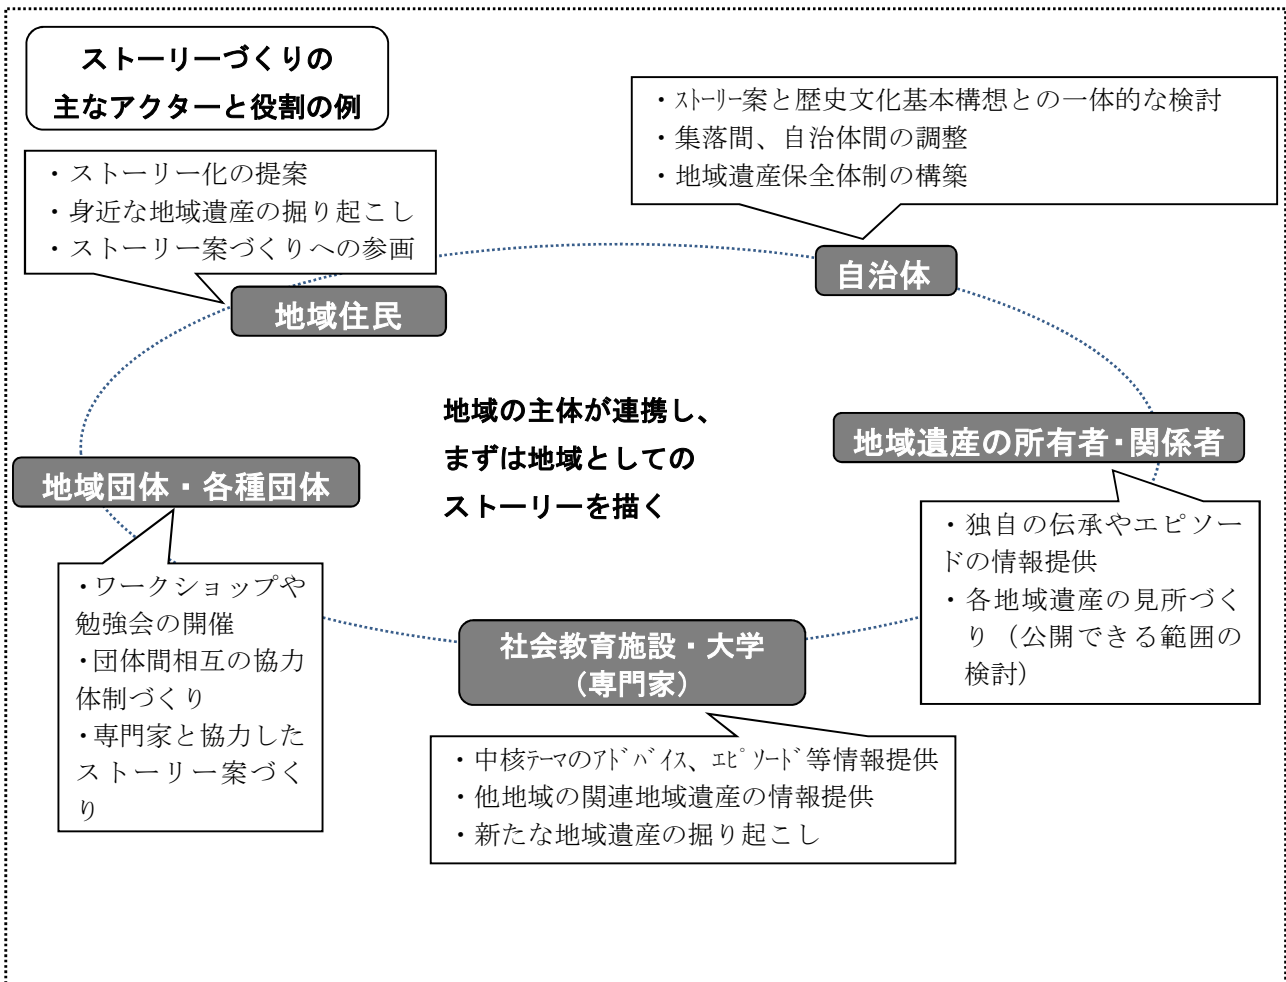 ストーリーづくりの
主なアクターと役割の例
・ｽﾄｰﾘｰ案と歴史文化基本構想との一体的な検討
・集落間、自治体間の調整
・地域遺産保全体制の構築
・ストーリー化の提案
・身近な地域遺産の掘り起こし
・ストーリー案づくりへの参画
自治体
地域住民
地域の主体が連携し、
まずは地域としての
ストーリーを描く
地域遺産の所有者・関係者
地域団体・各種団体
・独自の伝承やエピソー
ドの情報提供
・各地域遺産の見所づく
り（公開できる範囲の
検討）
・ワークショップや
勉強会の開催
・団体間相互の協力
体制づくり
・専門家と協力した
ストーリー案づく
り
社会教育施設・大学
（専門家）
・中核ﾃｰﾏのｱﾄﾞﾊﾞｲｽ、ｴﾋﾟｿｰﾄﾞ等情報提供
・他地域の関連地域遺産の情報提供
・新たな地域遺産の掘り起こし